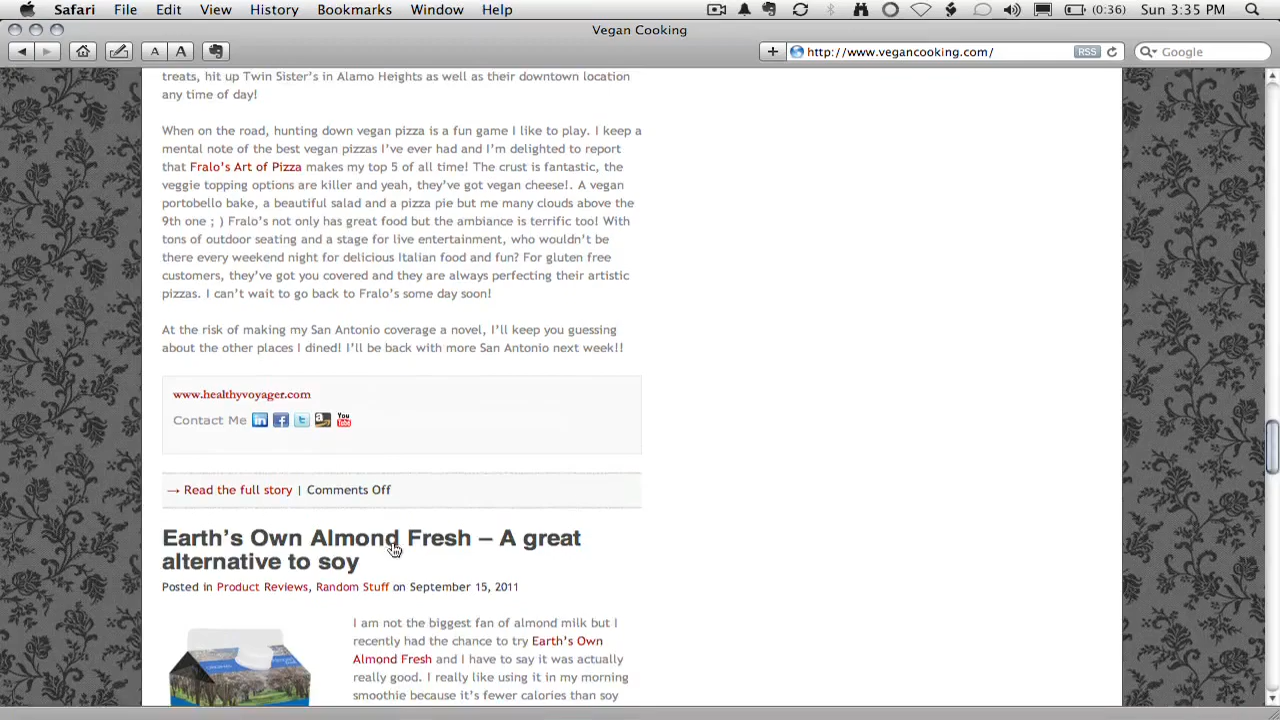 Safari File Edit View History Bookmarks Window Help (0:36) Sun 3:35 PM
Vegan Cooking
A A http://www.vegancooking.com/ RSS Google
treats, hit up Twin Sister's in Alamo Heights as well as their downtown location
any time of day!
When on the road, hunting down vegan pizza is a fun game I like to play. I keep a
mental note of the best vegan pizzas I've ever had and I'm delighted to report
that Fralo's Art of Pizza makes my top 5 of all time! The crust is fantastic, the
veggie topping options are killer and yeah, they've got vegan cheese!. A vegan
portobello bake, a beautiful salad and a pizza pie but me many clouds above the
9th one ; ) Fralo's not only has great food but the ambiance is terrific too! With
tons of outdoor seating and a stage for live entertainment, who wouldn't be
there every weekend night for delicious Italian food and fun? For gluten free
customers, they've got you covered and they are always perfecting their artistic
pizzas. I can't wait to go back to Fralo's some day soon!
At the risk of making my San Antonio coverage a novel, I'll keep you guessing
about the other places I dined! I'll be back with more San Antonio next week!!
www.healthyvoyager.com
Contact Me in f t a You Tube
→ Read the full story | Comments Off
Earth's Own Almond Fresh – A great
alternative to soy
Posted in Product Reviews, Random Stuff on September 15, 2011
I am not the biggest fan of almond milk but I
recently had the chance to try Earth's Own
Almond Fresh and I have to say it was actually
really good. I really like using it in my morning
smoothie because it's fewer calories than soy